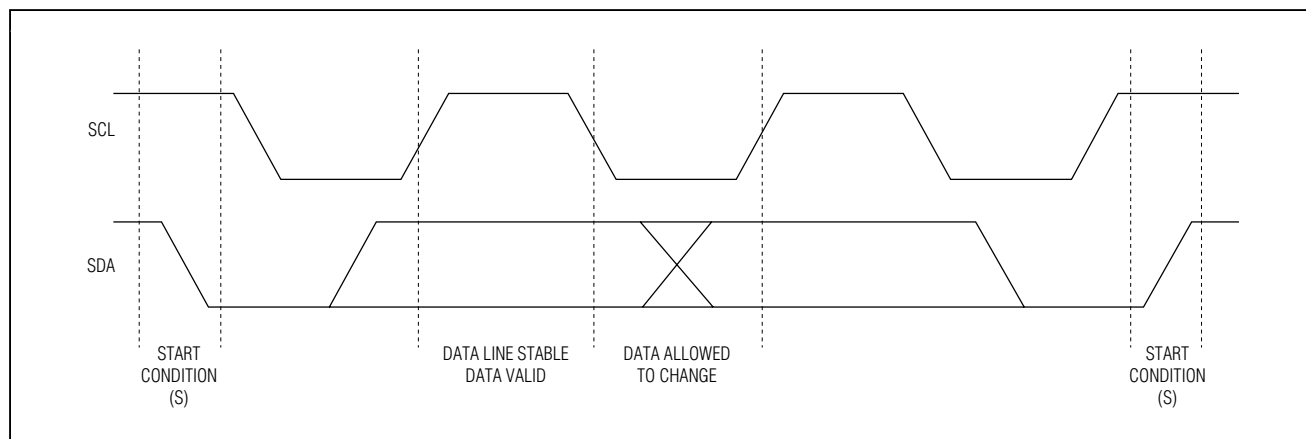 SCL
SDA
START
CONDITION
(S)
DATA LINE STABLE
DATA VALID
DATA ALLOWED
TO CHANGE
START
CONDITION
(S)